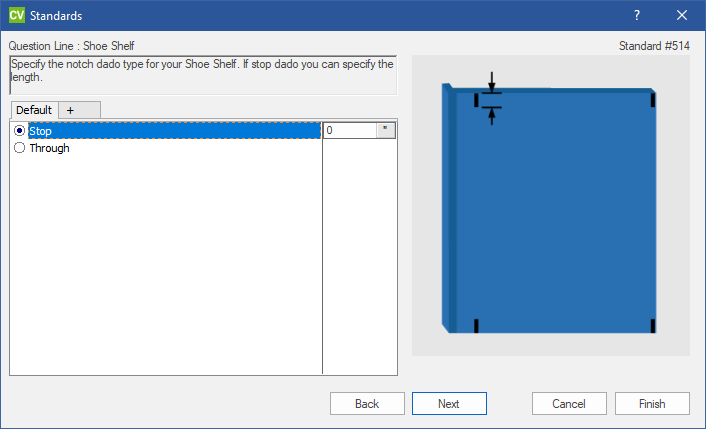 CV Standards
Question Line : Shoe Shelf
Standard #514
Specify the notch dado type for your Shoe Shelf. If stop dado you can specify the
length.
Default +
Stop 0 "
Through
Back Next Cancel Finish